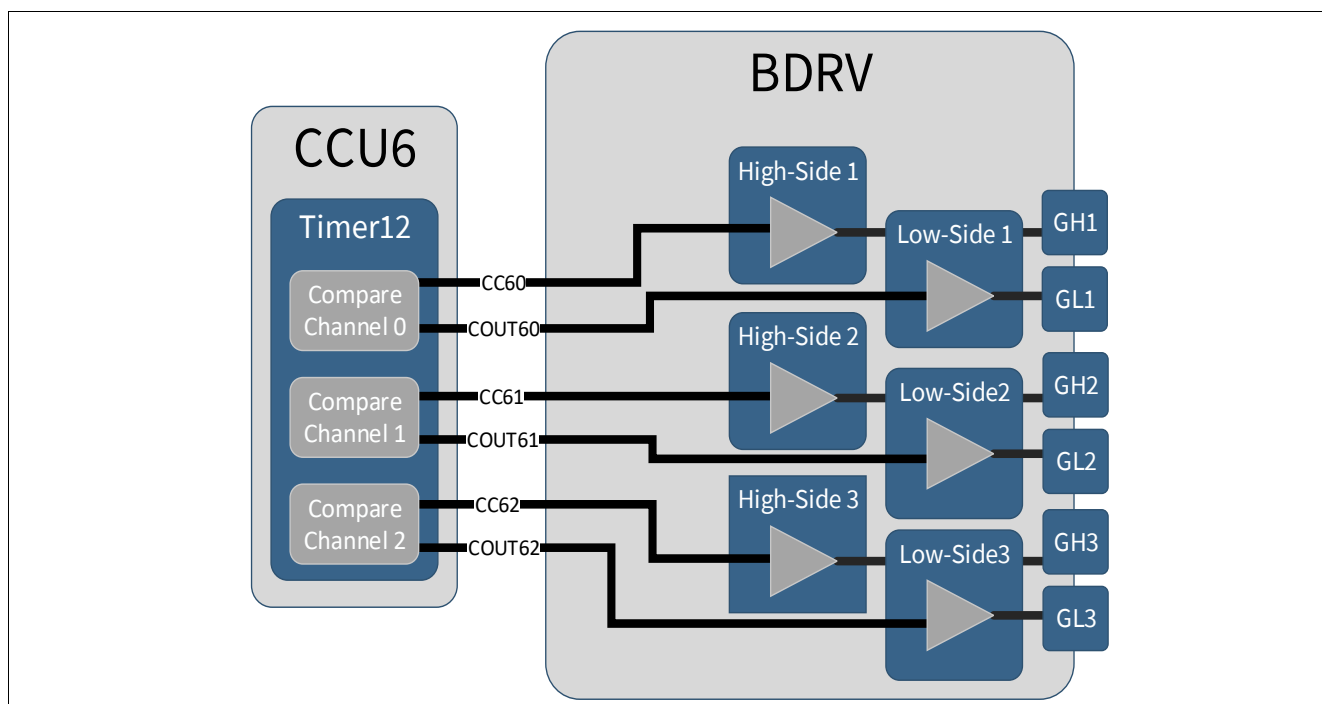 BDRV
CCU6
Timer12
Compare
Channel 0
CC60
COUT60
Compare
Channel 1
CC61
COUT61
Compare
Channel 2
CC62
COUT62
High-Side 1
Low-Side 1
GH1
GL1
High-Side 2
Low-Side2
GH2
GL2
High-Side 3
Low-Side3
GH3
GL3